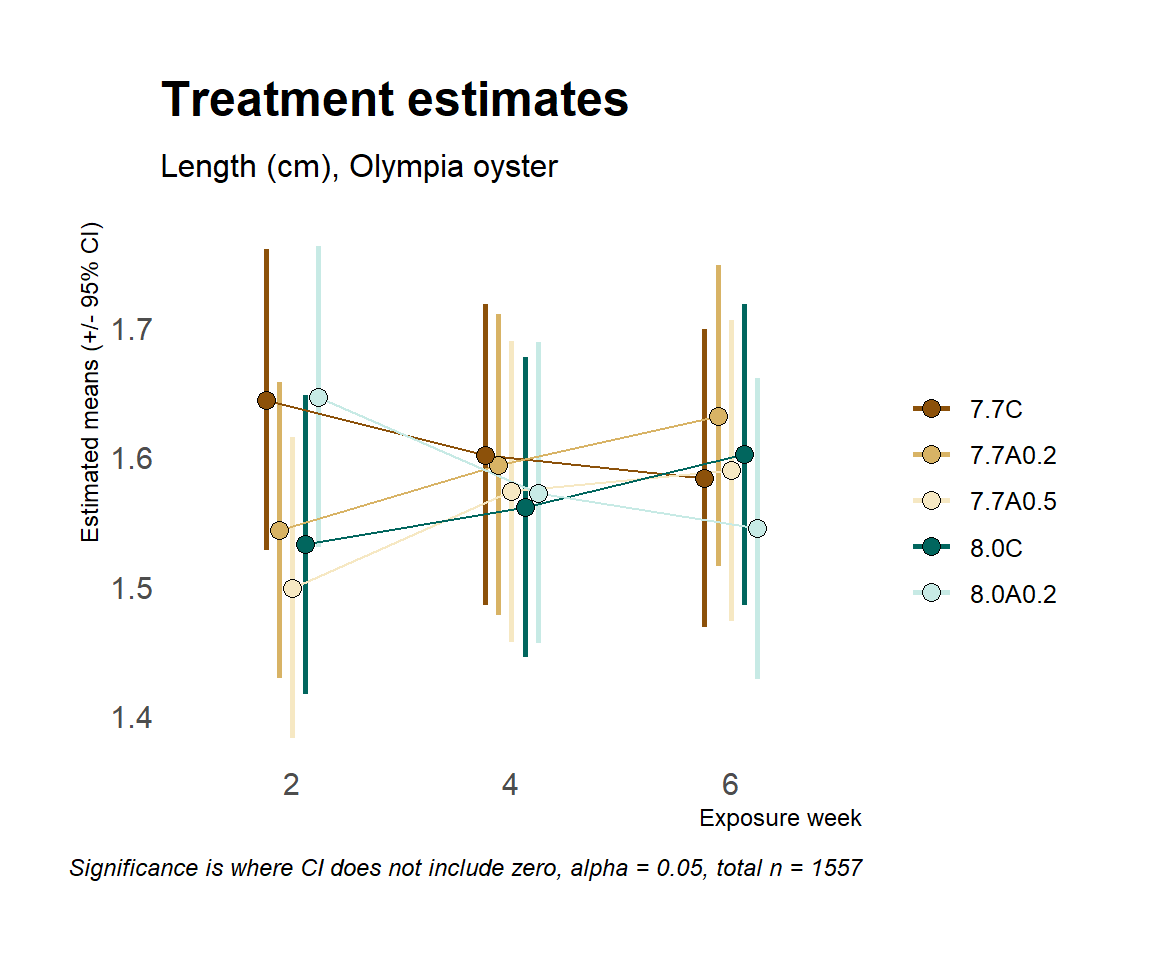 Treatment estimates
Length (cm), Olympia oyster
Estimated means (+/- 95% CI)
1.7
1.6
1.5
1.4
2
4
6
Exposure week
7.7C
7.7A0.2
7.7A0.5
8.0C
8.0A0.2
Significance is where CI does not include zero, alpha = 0.05, total n = 1557